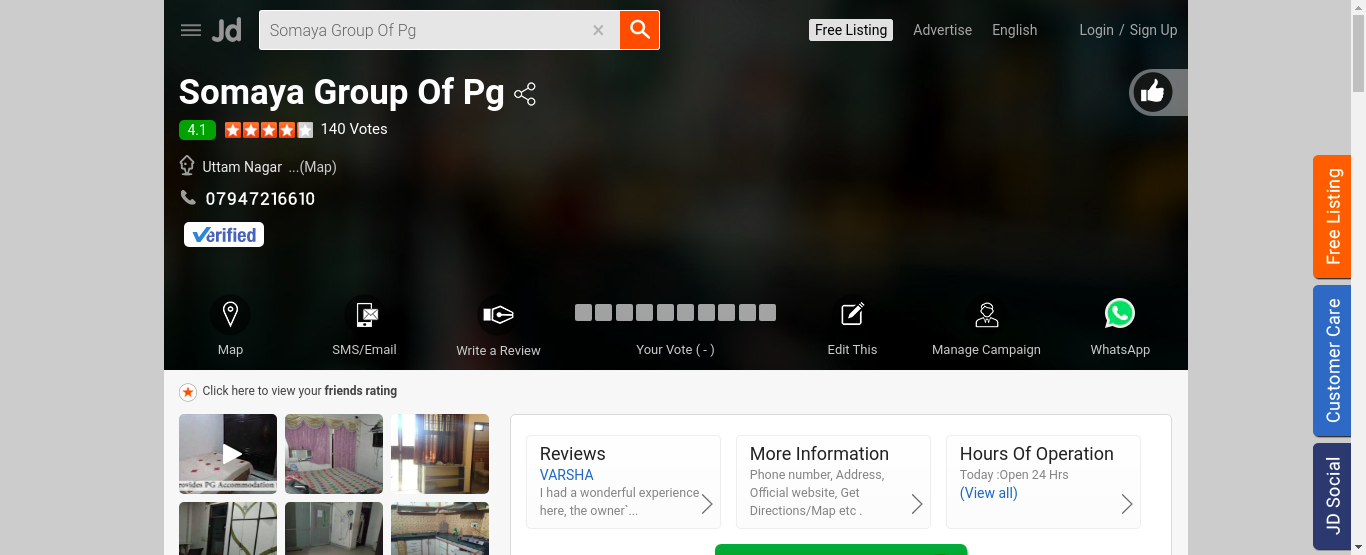 Jd Somaya Group Of Pg × Free Listing Advertise English Login / Sign Up
Somaya Group Of Pg
4.1 140 Votes
Uttam Nagar ...(Map)
07947216610
Verified
Map SMS/Email Write a Review Your Vote ( - ) Edit This Manage Campaign WhatsApp
Click here to view your friends rating
rovides PG Accommodation
Reviews
VARSHA
I had a wonderful experience
here, the owner`...
More Information
Phone number, Address,
Official website, Get
Directions/Map etc .
Hours Of Operation
Today :Open 24 Hrs
(View all)
Free Listing
Customer Care
JD Social